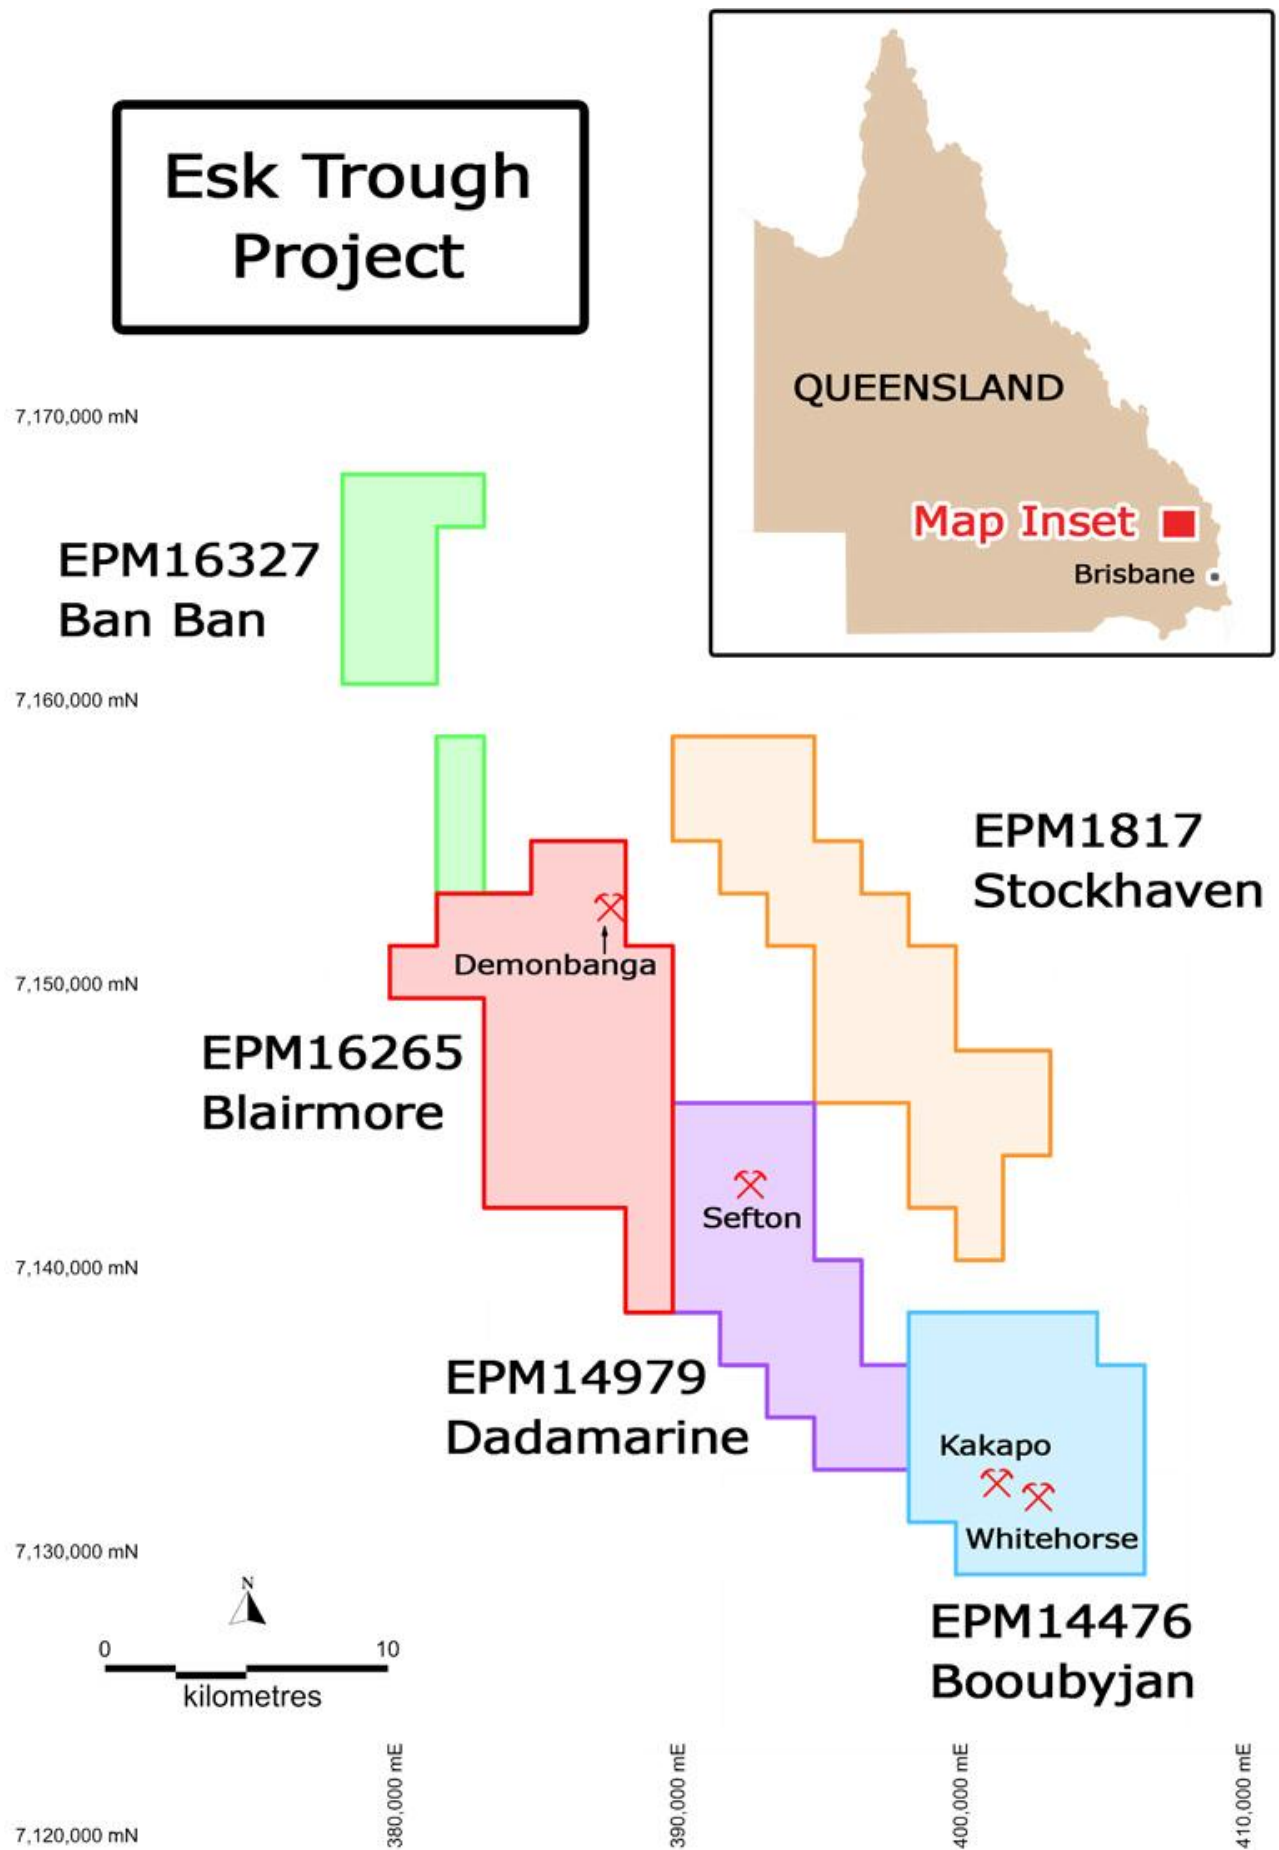 Esk Trough
Project
QUEENSLAND
Map Inset
Brisbane
7,170,000 mN
EPM16327
Ban Ban
7,160,000 mN
EPM1817
Stockhaven
Demonbanga
7,150,000 mN
EPM16265
Blairmore
Sefton
7,140,000 mN
EPM14979
Dadamarine
Kakapo
Whitehorse
7,130,000 mN
EPM14476
Booubyjan
N
0 10
kilometres
380,000 mE
390,000 mE
400,000 mE
410,000 mE
7,120,000 mN